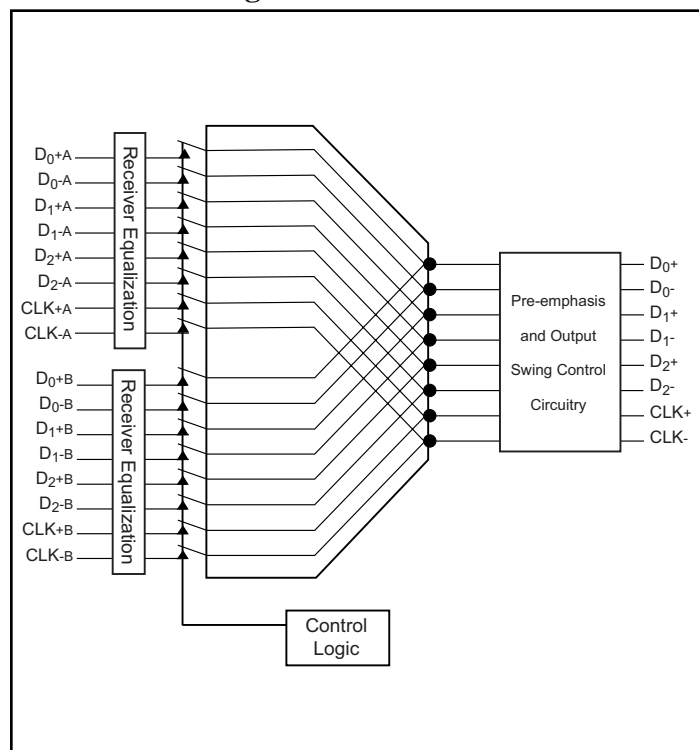 D0+A
D0-A
D1+A
D1-A
D2+A
D2-A
CLK+A
CLK-A
Receiver Equalization
D0+B
D0-B
D1+B
D1-B
D2+B
D2-B
CLK+B
CLK-B
Receiver Equalization
Control
Logic
Pre-emphasis
and Output
Swing Control
Circuitry
D0+
D0-
D1+
D1-
D2+
D2-
CLK+
CLK-